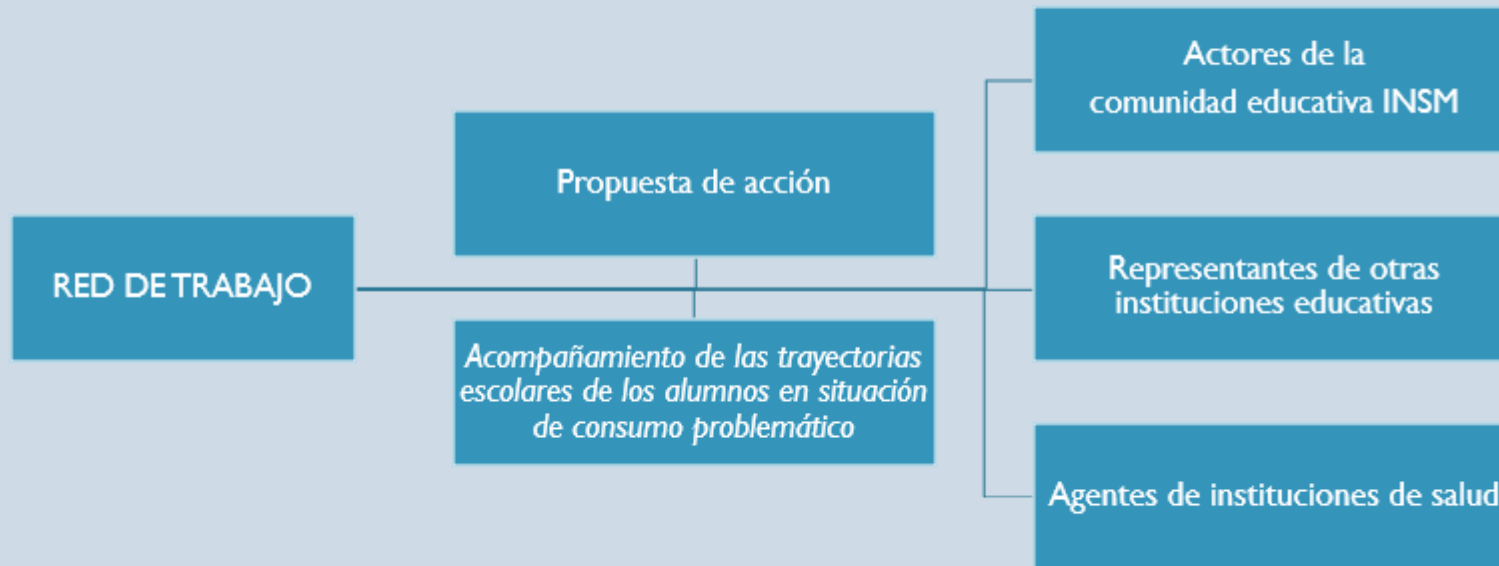 RED DE TRABAJO
Propuesta de acción
Acompañamiento de las trayectorias
escolares de los alumnos en situación
de consumo problemático
Actores de la
comunidad educativa INSM
Representantes de otras
instituciones educativas
Agentes de instituciones de salud